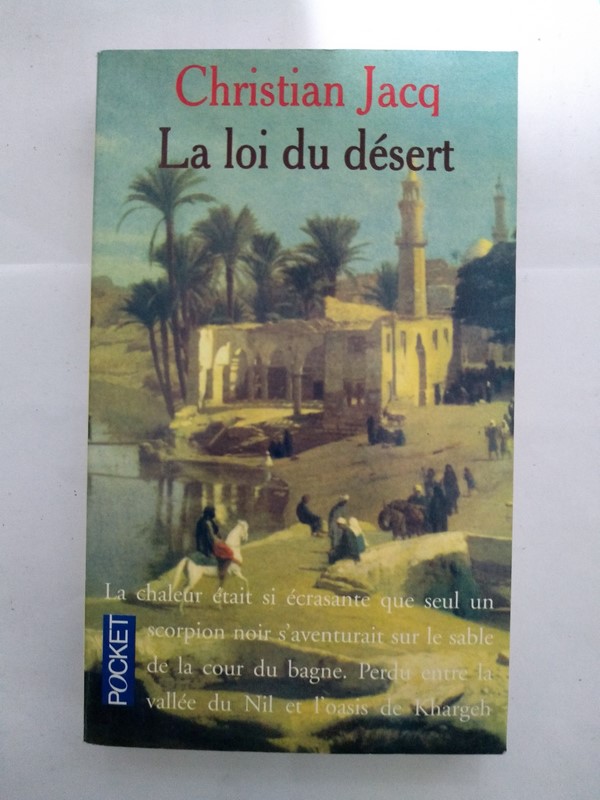 Christian Jacq
La loi du désert
La chaleur était si écrasante que seul un
scorpion noir s'aventurait sur le sable
de la cour du bagne. Perdu entre la
vallée du Nil et l'oasis de Khargeh
POCKET